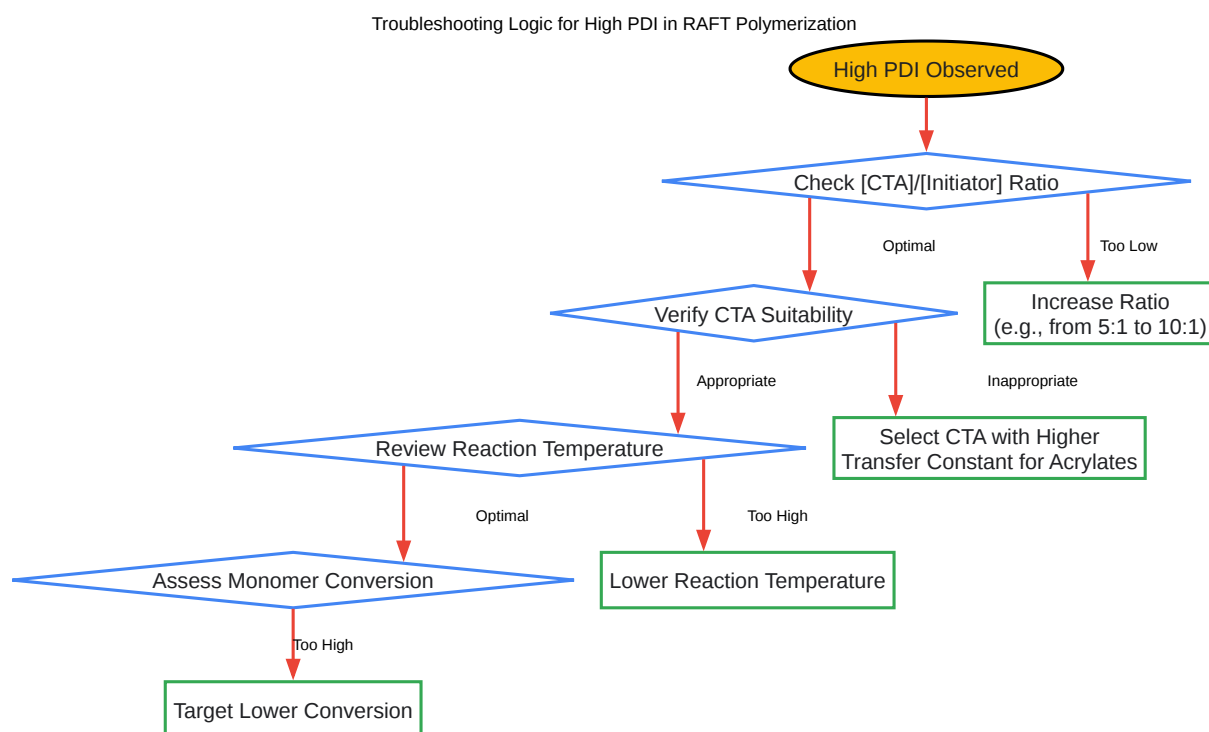 Troubleshooting Logic for High PDI in RAFT Polymerization
High PDI Observed
Check [CTA]/[Initiator] Ratio
Optimal
Too Low
Increase Ratio
(e.g., from 5:1 to 10:1)
Verify CTA Suitability
Appropriate
Inappropriate
Select CTA with Higher
Transfer Constant for Acrylates
Review Reaction Temperature
Optimal
Too High
Lower Reaction Temperature
Assess Monomer Conversion
Too High
Target Lower Conversion